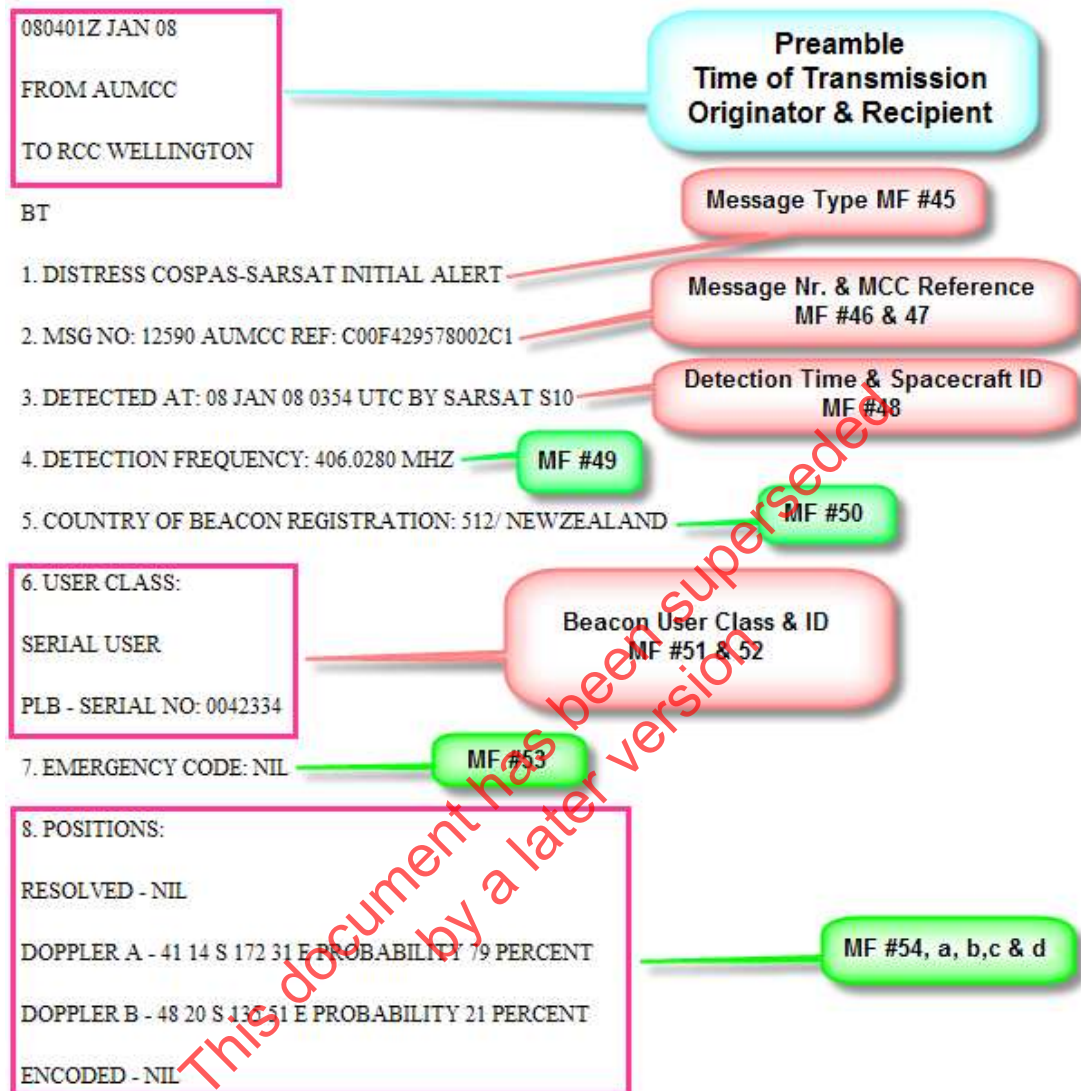 080401Z JAN 08
FROM AUMCC
TO RCC WELLINGTON
Preamble
Time of Transmission
Originator & Recipient
BT
Message Type MF #45
1. DISTRESS COSPAS-SARSAT INITIAL ALERT
Message Nr. & MCC Reference
MF #46 & 47
2. MSG NO: 12590 AUMCC REF: C00F429578002C1
Detection Time & Spacecraft ID
MF #48
3. DETECTED AT: 08 JAN 08 0354 UTC BY SARSAT S10
4. DETECTION FREQUENCY: 406.0280 MHZ
MF #49
5. COUNTRY OF BEACON REGISTRATION: 512/ NEWZEALAND
MF #50
6. USER CLASS:
SERIAL USER
PLB - SERIAL NO: 0042334
Beacon User Class & ID
MF #51 & 52
7. EMERGENCY CODE: NIL
MF #53
8. POSITIONS:
RESOLVED - NIL
DOPPLER A - 41 14 S 172 31 E PROBABILITY 79 PERCENT
DOPPLER B - 48 20 S 51 E PROBABILITY 21 PERCENT
ENCODED - NIL
MF #54, a, b,c & d
This document has been superseded
by a later version